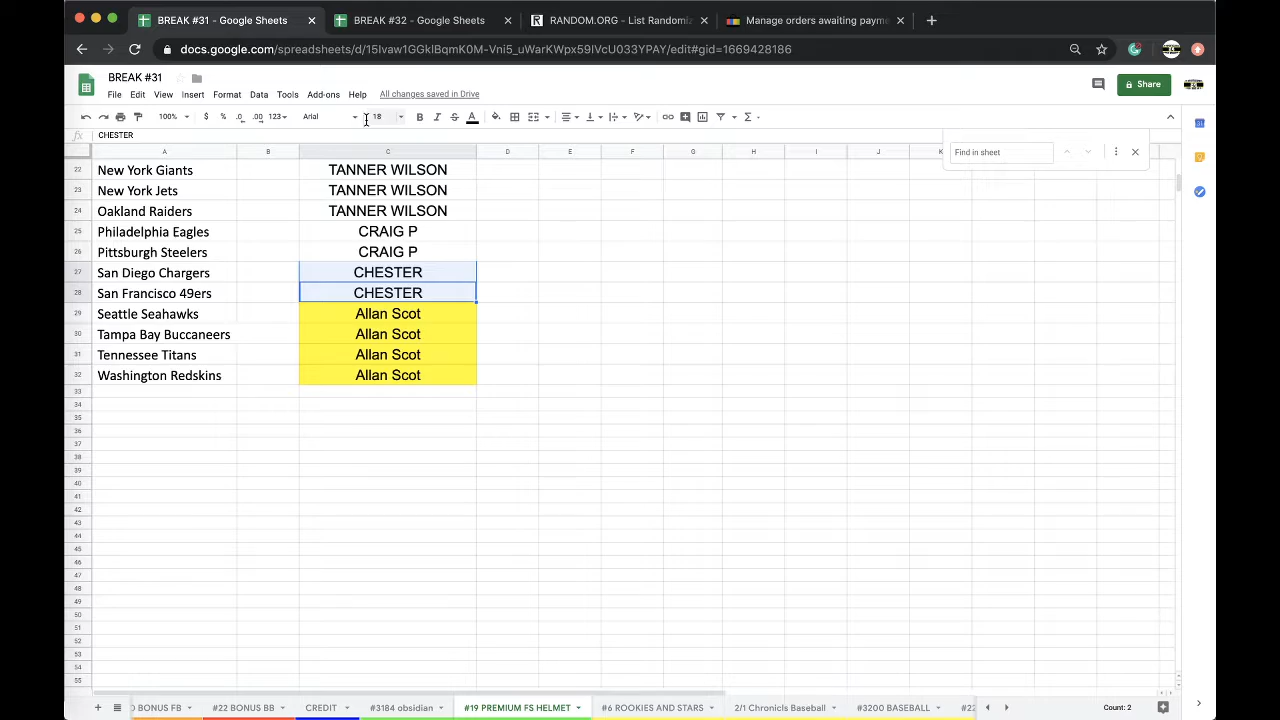 BREAK #31 - Google Sheets
BREAK #32 - Google Sheets
RANDOM.ORG - List Randomiz
Manage orders awaiting payme
docs.google.com/spreadsheets/d/15Ivaw1GGkIBqmK0M-Vni5_uWarKWpx59IVcU033YPAY/edit#gid=1669428186
BREAK #31
File Edit View Insert Format Data Tools Add-ons Help All changes saved in Drive
Share
100% $ % .0 .00 123 Arial 18 B I S A
fx CHESTER
Find in sheet
A B C D E F G H I J K
22 New York Giants TANNER WILSON
23 New York Jets TANNER WILSON
24 Oakland Raiders TANNER WILSON
25 Philadelphia Eagles CRAIG P
26 Pittsburgh Steelers CRAIG P
27 San Diego Chargers CHESTER
28 San Francisco 49ers CHESTER
29 Seattle Seahawks Allan Scot
30 Tampa Bay Buccaneers Allan Scot
31 Tennessee Titans Allan Scot
32 Washington Redskins Allan Scot
33
34
35
36
37
38
39
40
41
42
43
44
45
46
47
48
49
50
51
52
53
54
55
BONUS FB #22 BONUS BB CREDIT #3184 obsidian #19 PREMIUM FS HELMET #6 ROOKIES AND STARS 2/1 Chronicls Baseball #3200 BASEBALL Count: 2